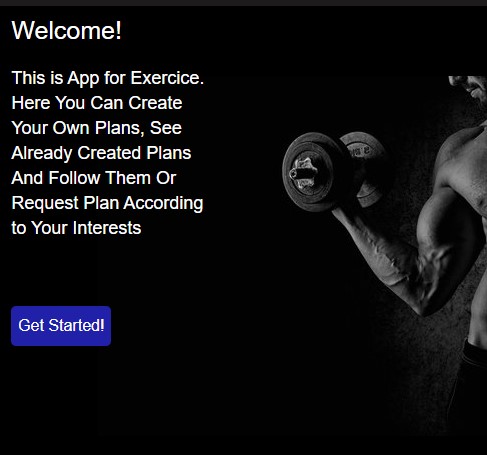 Welcome!
This is App for Exercice.
Here You Can Create
Your Own Plans, See
Already Created Plans
And Follow Them Or
Request Plan According
to Your Interests
Get Started!